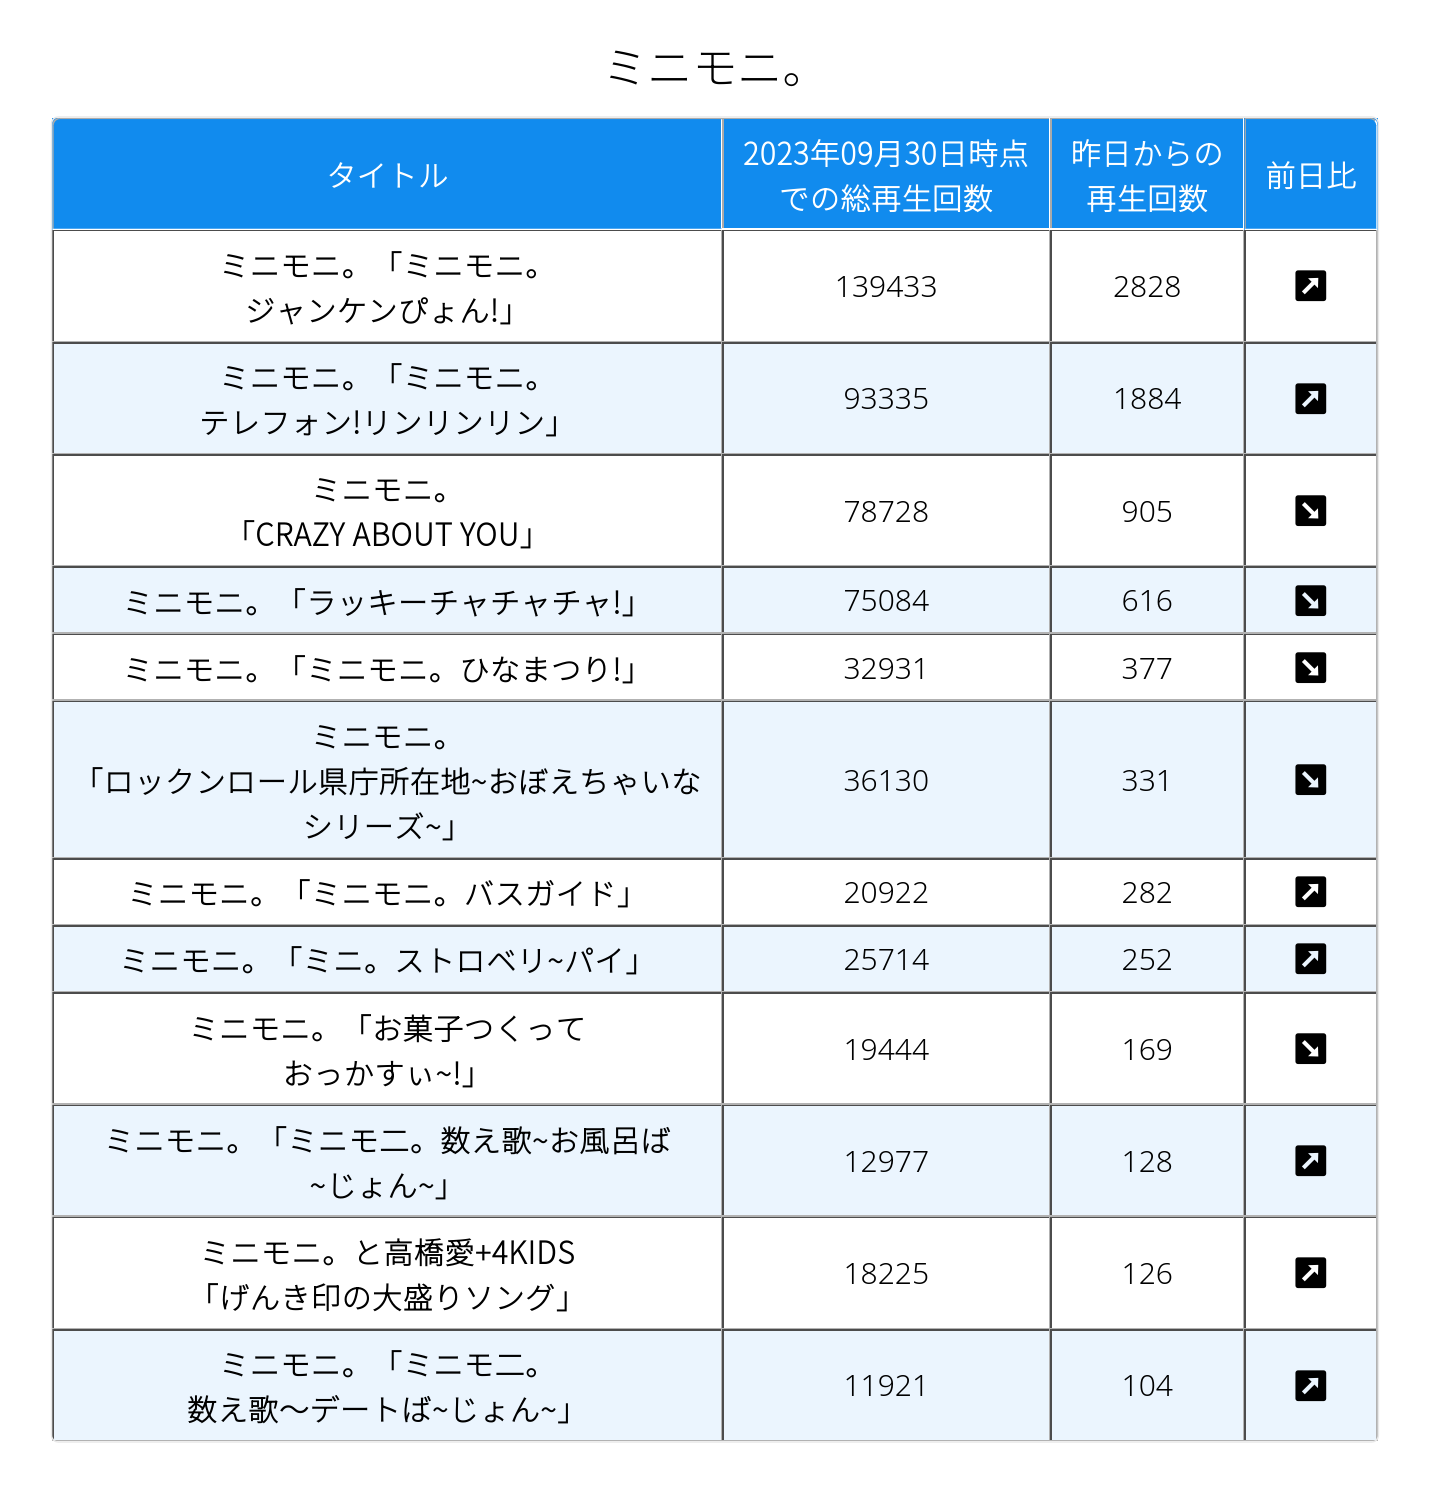 ミニモニ。
タイトル
2023年09月30日時点
での総再生回数
昨日からの
再生回数
前日比
ミニモニ。「ミニモニ。
ジャンケンぴょん!」
139433
2828
ミニモニ。「ミニモニ。
テレフォン!リンリンリン」
93335
1884
ミニモニ。
「CRAZY ABOUT YOU」
78728
905
ミニモニ。「ラッキーチャチャチャ!」
75084
616
ミニモニ。「ミニモニ。ひなまつり!」
32931
377
ミニモニ。
「ロックンロール県庁所在地~おぼえちゃいな
シリーズ~」
36130
331
ミニモニ。「ミニモニ。バスガイド」
20922
282
ミニモニ。「ミニ。ストロベリ~パイ」
25714
252
ミニモニ。「お菓子つくって
おっかすぃ~!」
19444
169
ミニモニ。「ミニモ二。数え歌~お風呂ば
~じょん~」
12977
128
ミニモニ。と高橋愛+4KIDS
「げんき印の大盛りソング」
18225
126
ミニモニ。「ミニモ二。
数え歌〜デートば~じょん~」
11921
104